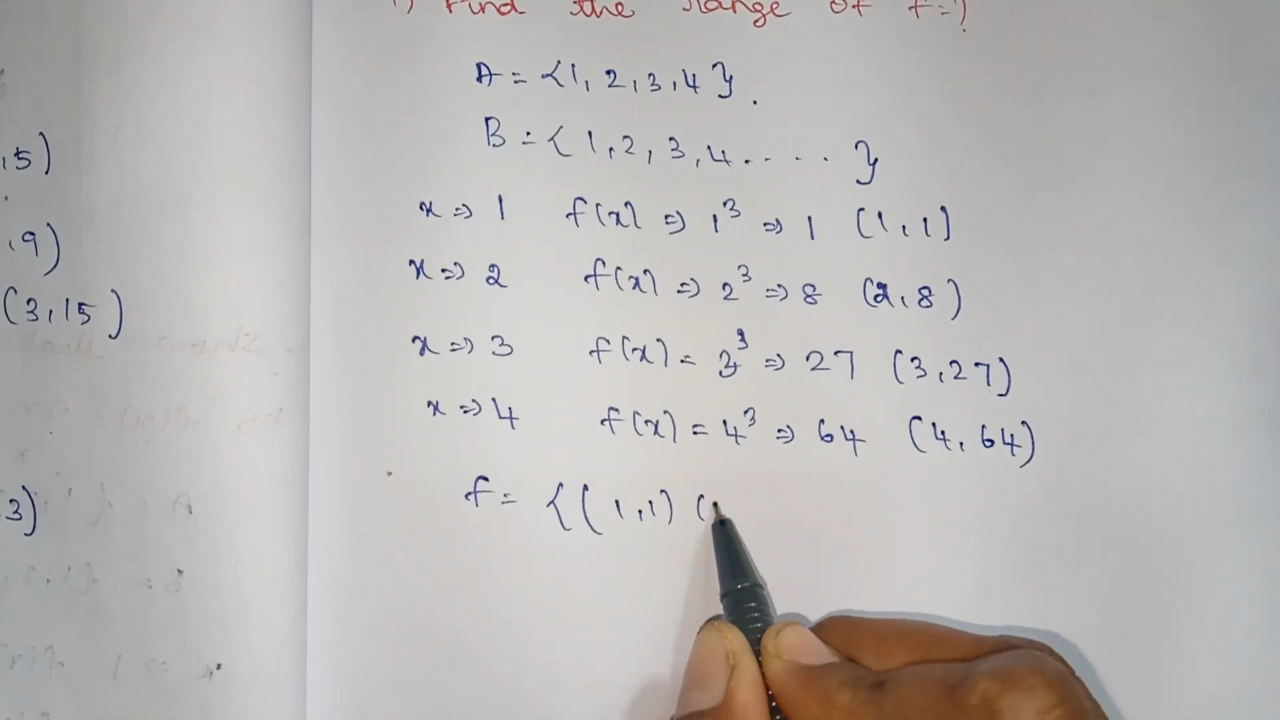 1) Find the range of f=?
A = {1, 2, 3, 4}.
B = {1, 2, 3, 4.....}
x => 1 f(x) => 1³ => 1 (1,1)
x => 2 f(x) => 2³ => 8 (2,8)
x => 3 f(x) = 3³ => 27 (3,27)
x => 4 f(x) = 4³ => 64 (4,64)
f = {(1,1) (
,5)
,9)
(3,15)
3)